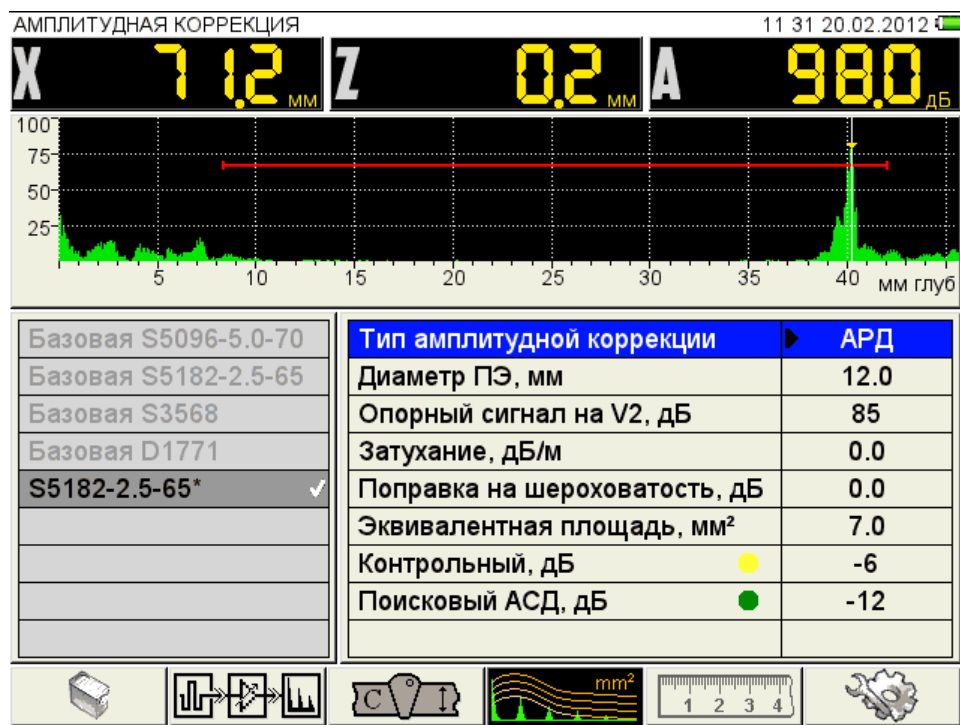 АМПЛИТУДНАЯ КОРРЕКЦИЯ 11 31 20.02.2012
X 71.2 мм Z 0.2 мм A 98.0 дБ
100
75
50
25
5 10 15 20 25 30 35 40 мм глуб
Базовая S5096-5.0-70
Базовая S5182-2.5-65
Базовая S3568
Базовая D1771
S5182-2.5-65*
Тип амплитудной коррекции АРД
Диаметр ПЭ, мм 12.0
Опорный сигнал на V2, дБ 85
Затухание, дБ/м 0.0
Поправка на шероховатость, дБ 0.0
Эквивалентная площадь, мм² 7.0
Контрольный, дБ -6
Поисковый АСД, дБ -12
C mm² 1 2 3 4